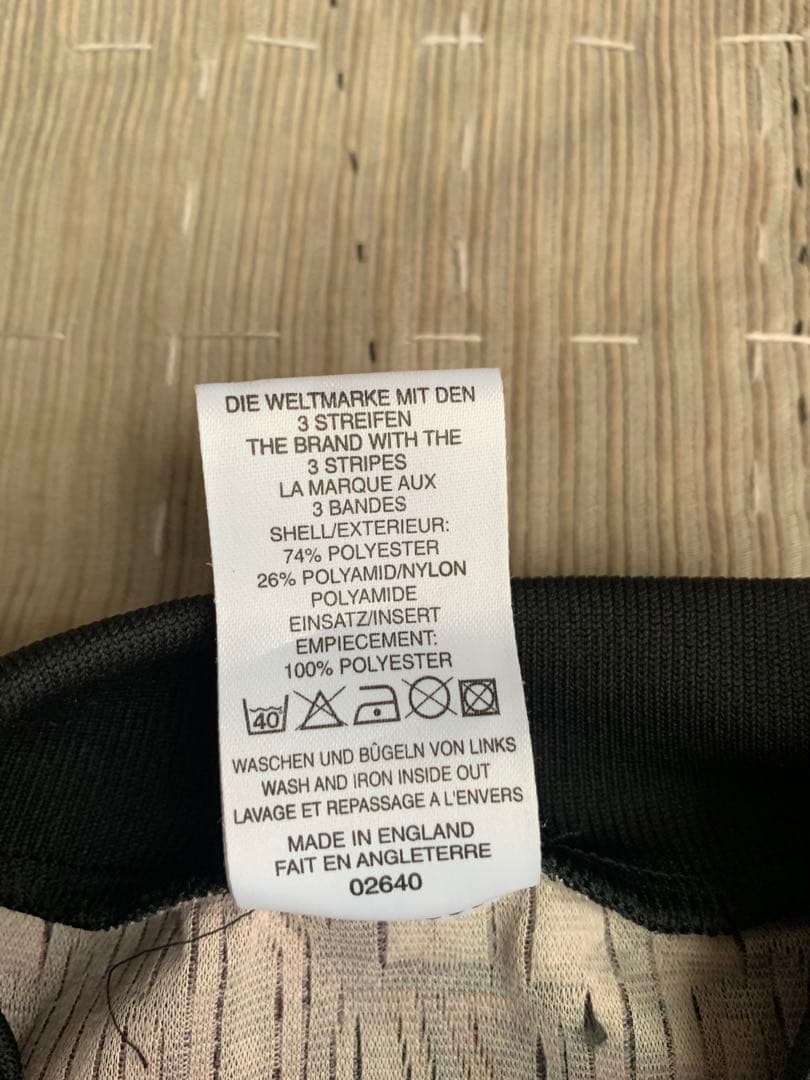 DIE WELTMARKE MIT DEN
3 STREIFEN
THE BRAND WITH THE
3 STRIPES
LA MARQUE AUX
3 BANDES
SHELL/EXTERIEUR:
74% POLYESTER
26% POLYAMID/NYLON
POLYAMIDE
EINSATZ/INSERT
EMPIECEMENT:
100% POLYESTER
40
WASCHEN UND BÛGELN VON LINKS
WASH AND IRON INSIDE OUT
LAVAGE ET REPASSAGE A L'ENVERS
MADE IN ENGLAND
FAIT EN ANGLETERRE
02640